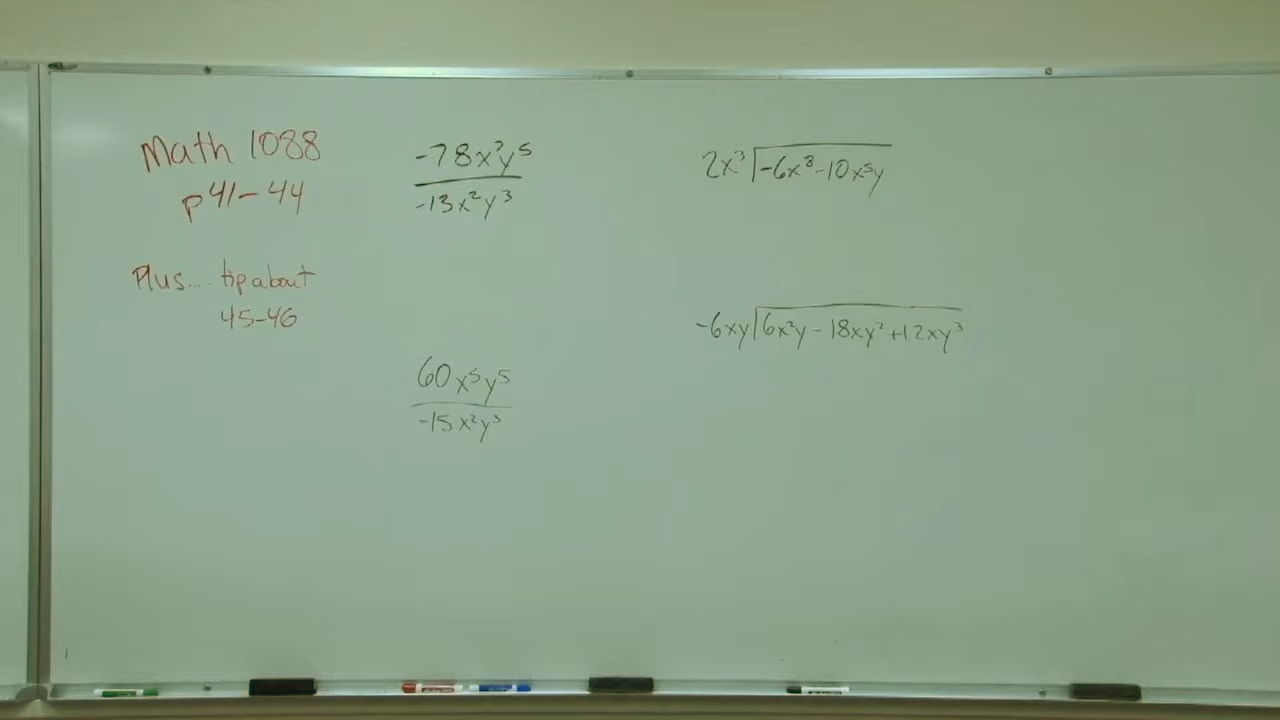 Math 1088
p 41-44
Plus.... tip about
45-46
-78x³y⁵
-13x²y³
60x⁵y⁵
-15x²y³
2x³ -6x⁸-10x⁵y
-6xy 6x²y-18xy²+12xy³